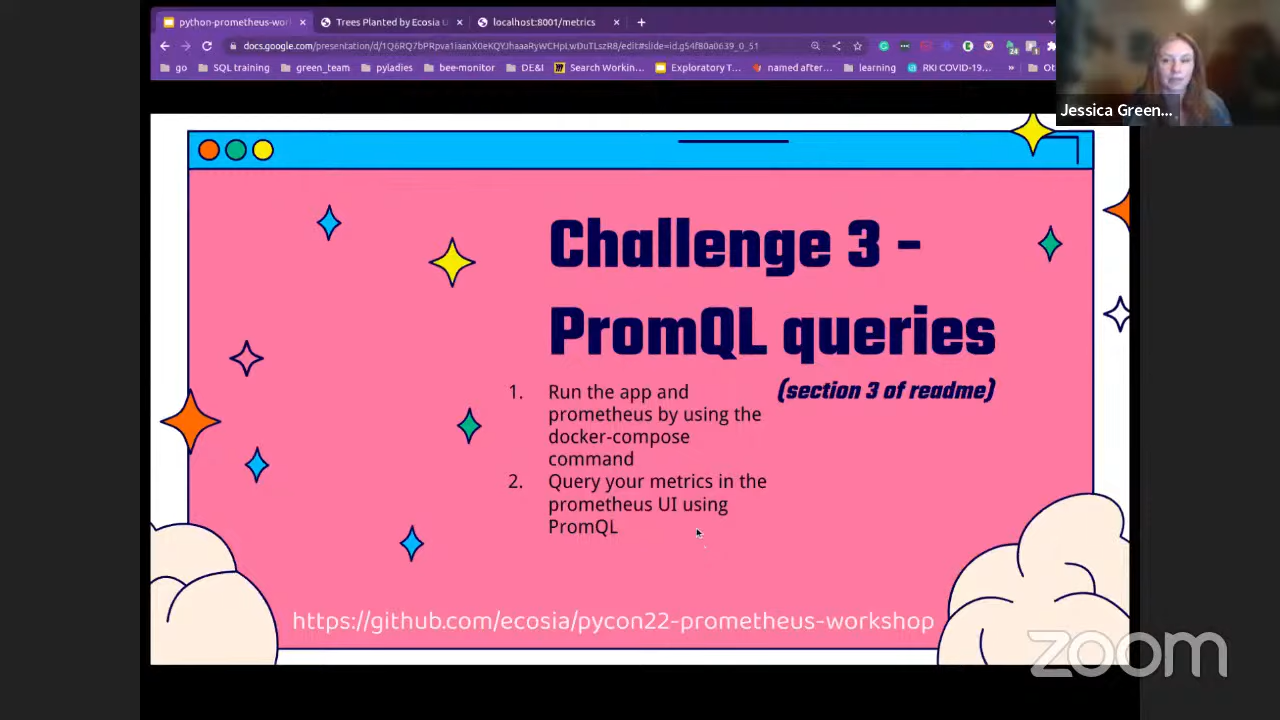 python-prometheus-wor
Trees Planted by Ecosia U
localhost:8001/metrics
docs.google.com/presentation/d/1Q6RQ7bPRpva1iaanX0eKQYJhaaaRyWCHpLwDuTLszR8/edit#slide=id.g54f80a0639_0_51
go
SQL training
green_team
pyladies
bee-monitor
DE&I
Search Workin...
Exploratory T...
named after...
learning
RKI COVID-19...
»
Ot
Jessica Green...
Challenge 3 -
PromQL queries
(section 3 of readme)
1. Run the app and
prometheus by using the
docker-compose
command
2. Query your metrics in the
prometheus UI using
PromQL
https://github.com/ecosia/pycon22-prometheus-workshop
zoom